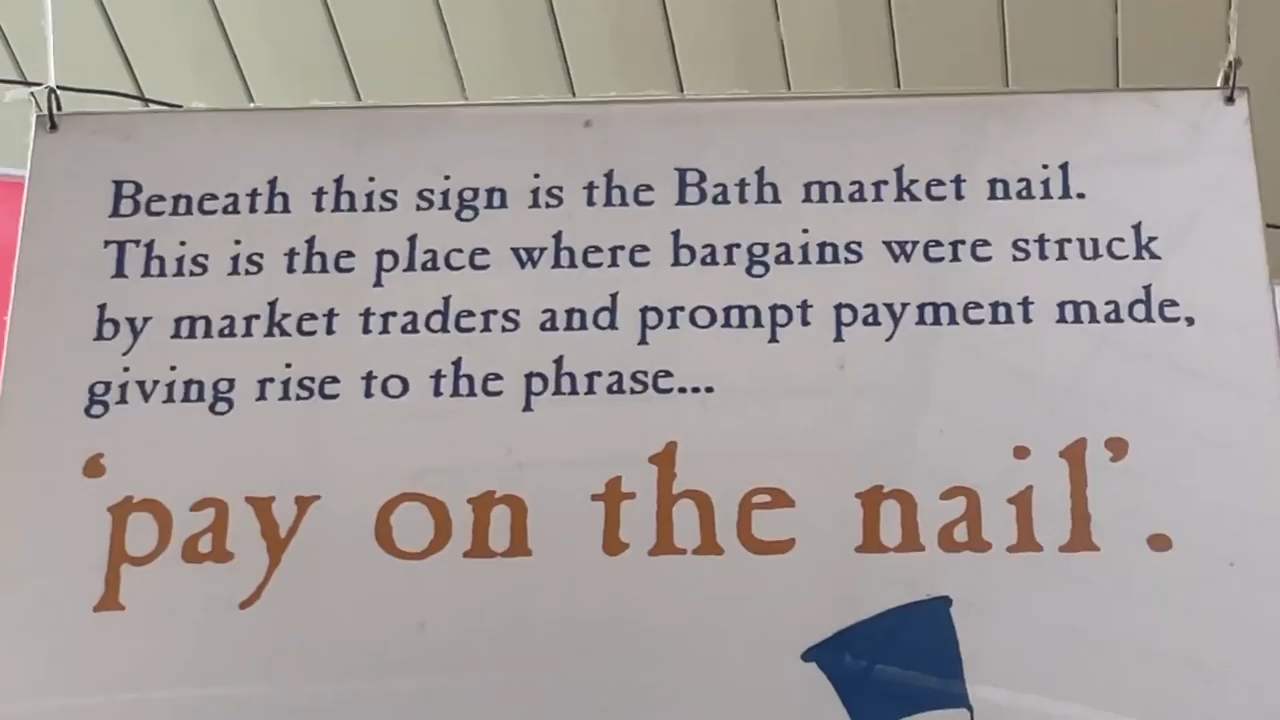 Beneath this sign is the Bath market nail.
This is the place where bargains were struck
by market traders and prompt payment made,
giving rise to the phrase...
‘pay on the nail’.